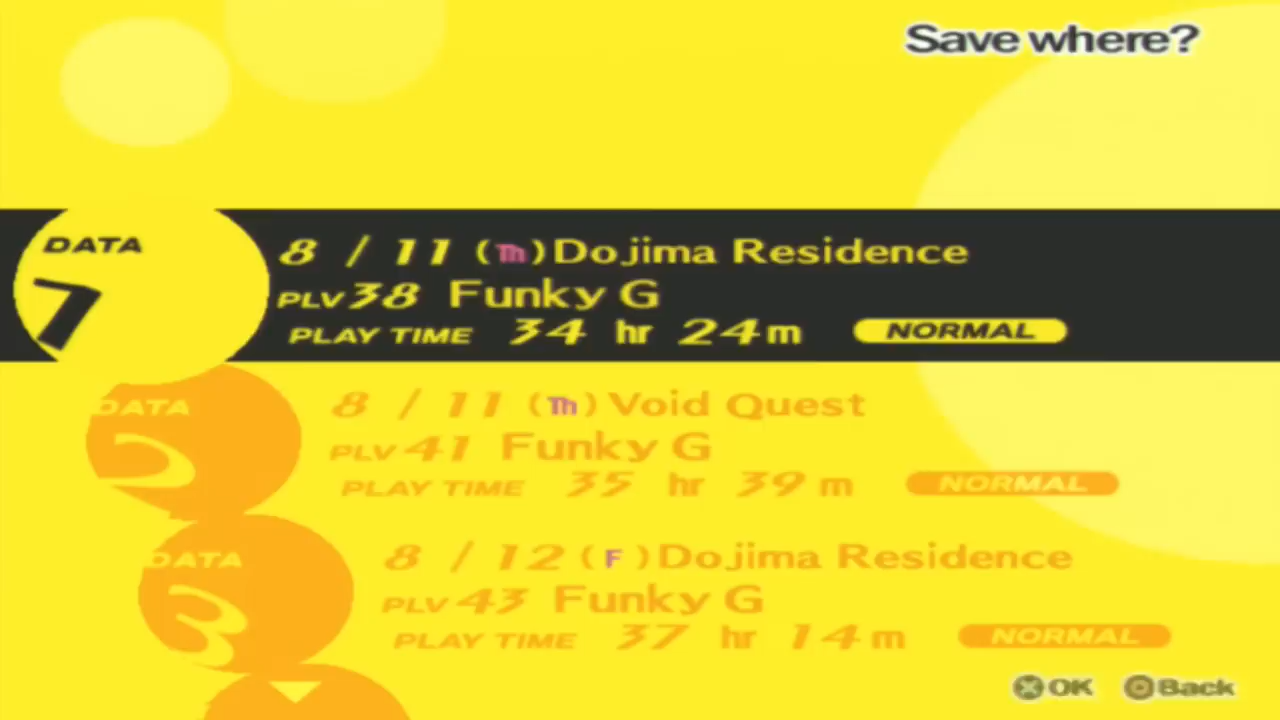 Save where?
DATA
1
8 / 11 (Th) Dojima Residence
PLV 38 Funky G
PLAY TIME 34 hr 24 m NORMAL
DATA
2
8 / 11 (Th) Void Quest
PLV 41 Funky G
PLAY TIME 35 hr 39 m NORMAL
DATA
3
8 / 12 (F) Dojima Residence
PLV 43 Funky G
PLAY TIME 37 hr 14 m NORMAL
OK Back